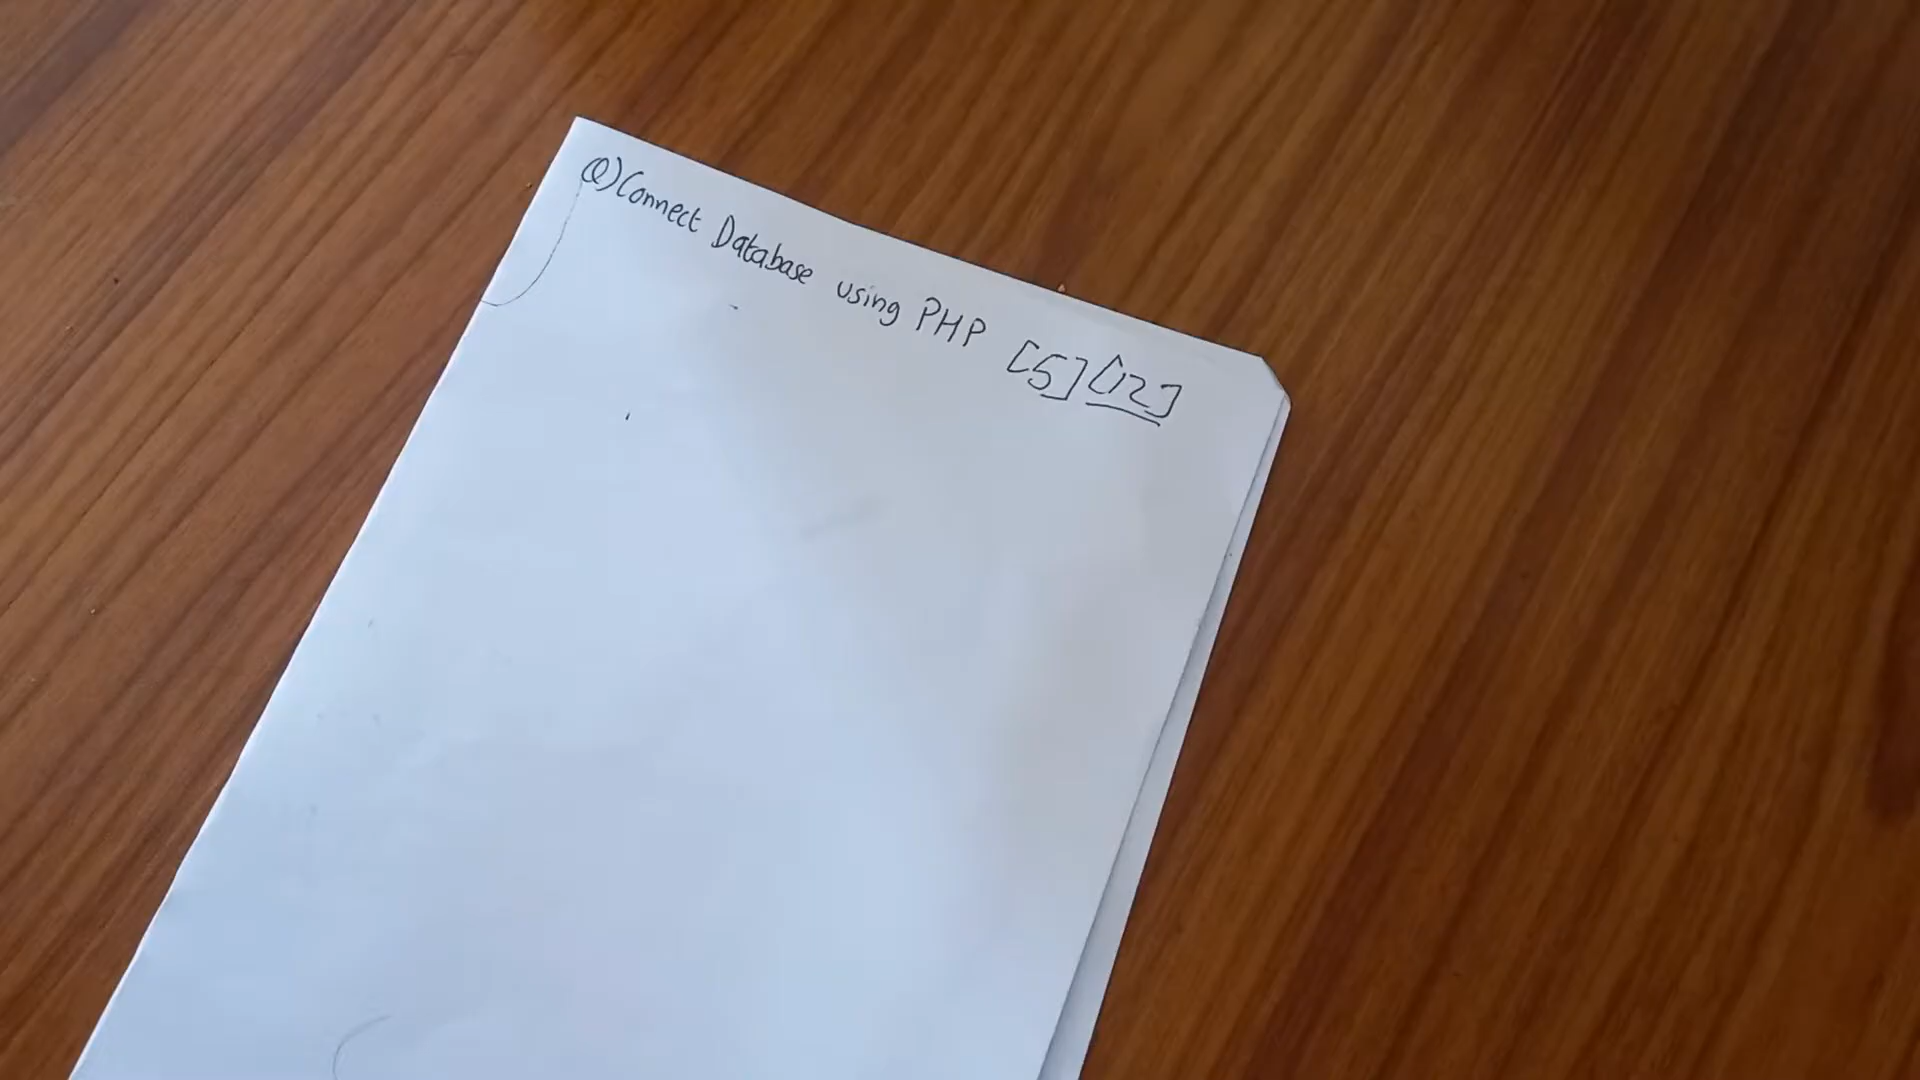 Q) Connect Database using PHP [5] [12]